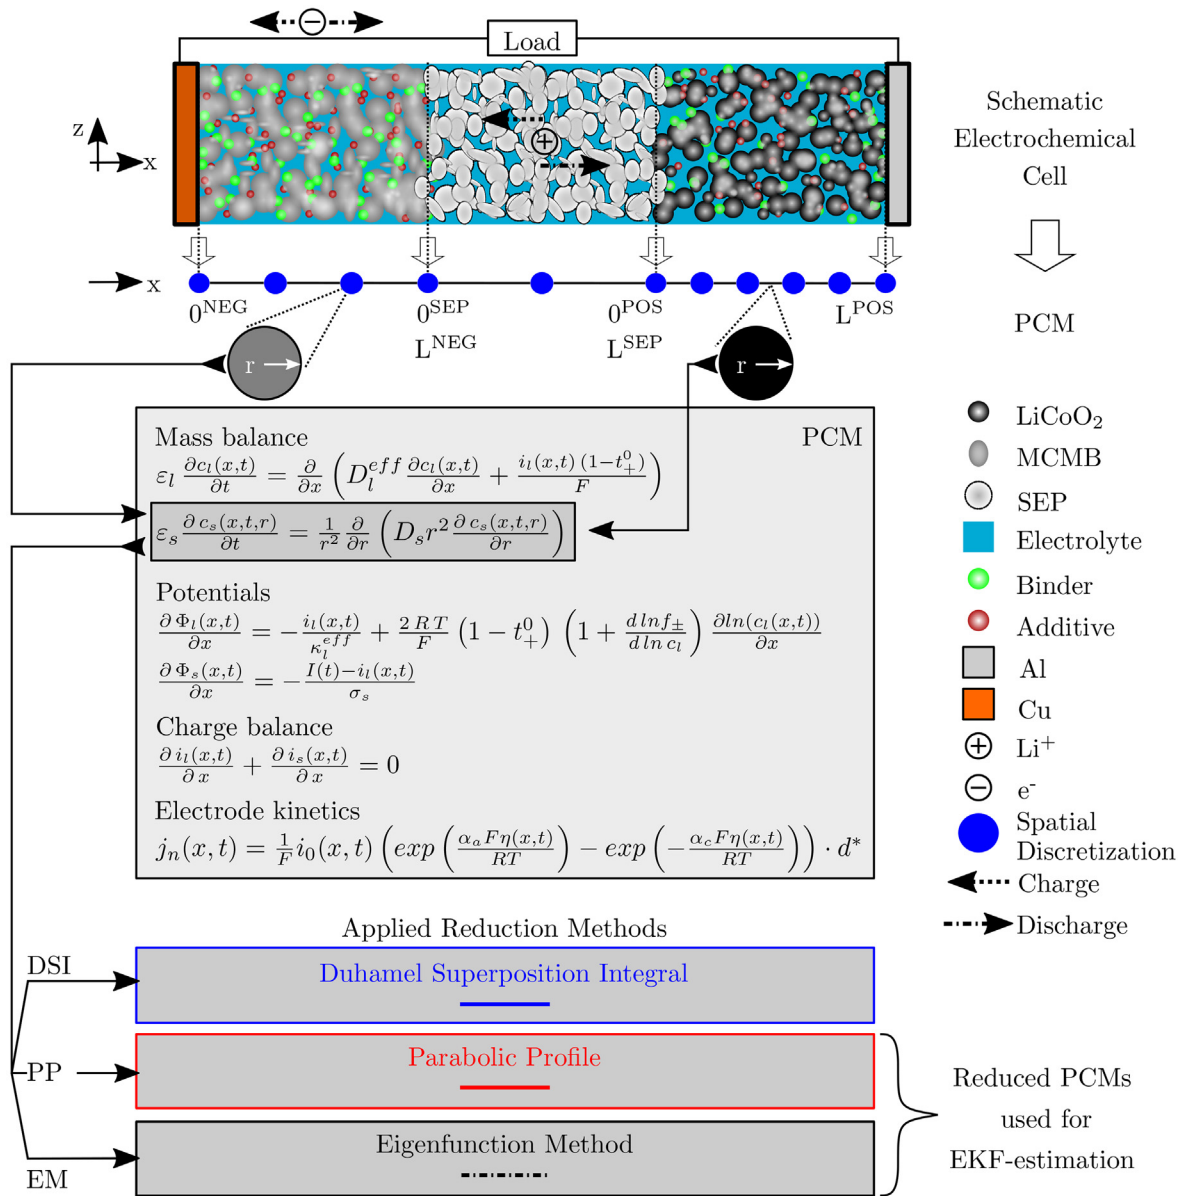 −
Load
z
x
+
Schematic
Electrochemical
Cell
x
0^NEG
0^SEP
0^POS
L^POS
L^NEG
L^SEP
PCM
r
r
LiCoO₂
MCMB
SEP
Electrolyte
Binder
Additive
Al
Cu
Li⁺
e⁻
Spatial
Discretization
Charge
Discharge
Mass balance
PCM
ε_l ∂c_l(x,t)/∂t = ∂/∂x (D_l^{eff} ∂c_l(x,t)/∂x + i_l(x,t) (1−t_+^0)/F)
ε_s ∂ c_s(x,t,r)/∂t = 1/r² ∂/∂r (D_s r² ∂ c_s(x,t,r)/∂r)
Potentials
∂ Φ_l(x,t)/∂x = − i_l(x,t)/κ_l^{eff} + 2 R T/F (1 − t_+^0) (1 + d ln f_±/d ln c_l) ∂ln(c_l(x,t))/∂x
∂ Φ_s(x,t)/∂x = − I(t)−i_l(x,t)/σ_s
Charge balance
∂ i_l(x,t)/∂ x + ∂ i_s(x,t)/∂ x = 0
Electrode kinetics
j_n(x,t) = 1/F i_0(x,t) (exp (α_a F η(x,t)/RT) − exp (− α_c F η(x,t)/RT)) · d*
Applied Reduction Methods
DSI
Duhamel Superposition Integral
PP
Parabolic Profile
EM
Eigenfunction Method
Reduced PCMs
used for
EKF-estimation